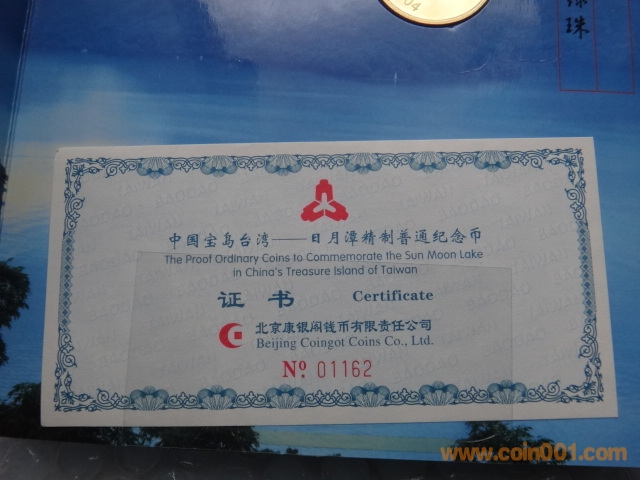 04
珠
中国宝岛台湾——日月潭精制普通纪念币
The Proof Ordinary Coins to Commemorate the Sun Moon Lake
in China's Treasure Island of Taiwan
证书 Certificate
北京康银阁钱币有限责任公司
Beijing Coingot Coins Co., Ltd.
Nº 01162
www.coin001.com